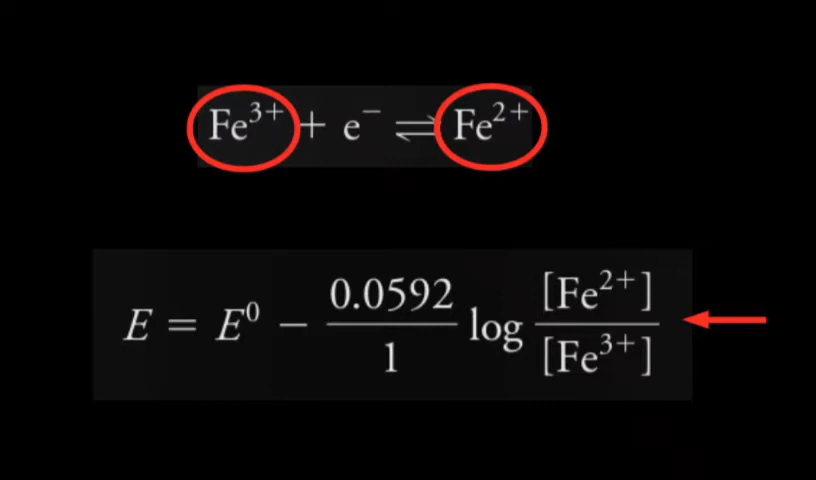 Fe³⁺ + e⁻ ⇌ Fe²⁺
E = E⁰ − 0.0592/1 log [Fe²⁺]/[Fe³⁺]